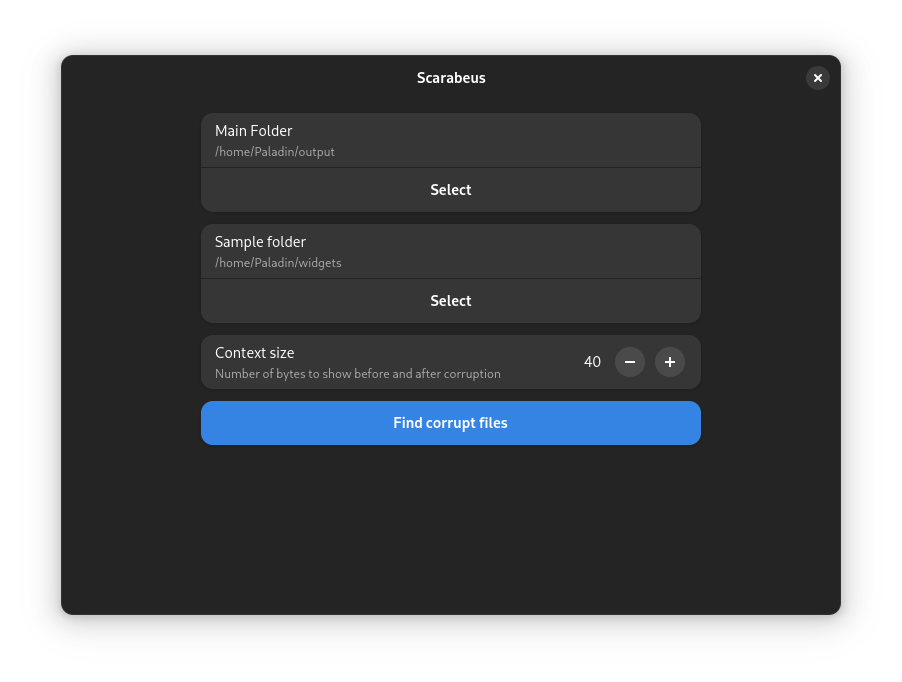 Scarabeus
Main Folder
/home/Paladin/output
Select
Sample folder
/home/Paladin/widgets
Select
Context size
Number of bytes to show before and after corruption
40
Find corrupt files